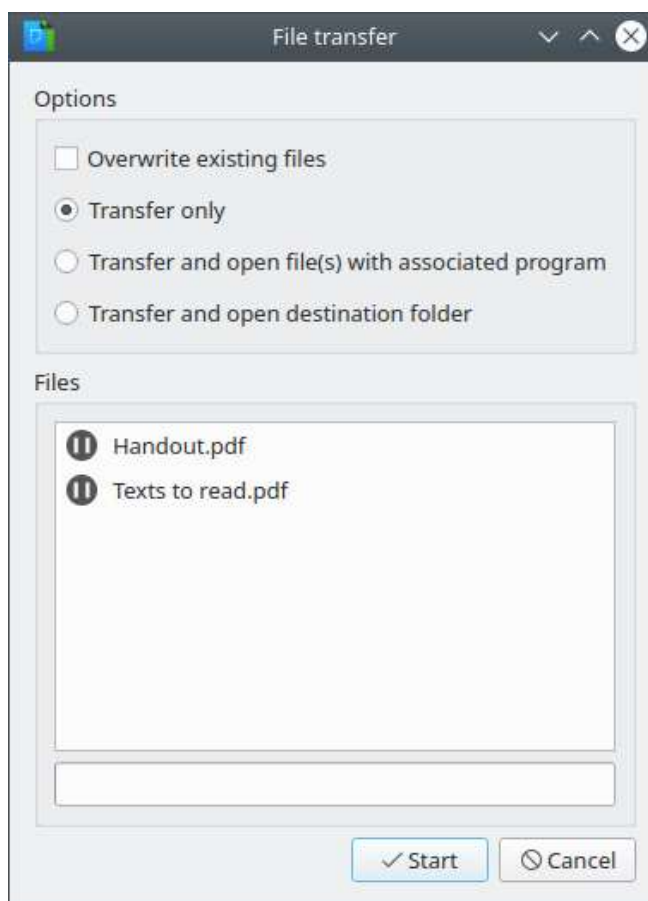 File transfer
Options
Overwrite existing files
Transfer only
Transfer and open file(s) with associated program
Transfer and open destination folder
Files
Handout.pdf
Texts to read.pdf
Start
Cancel